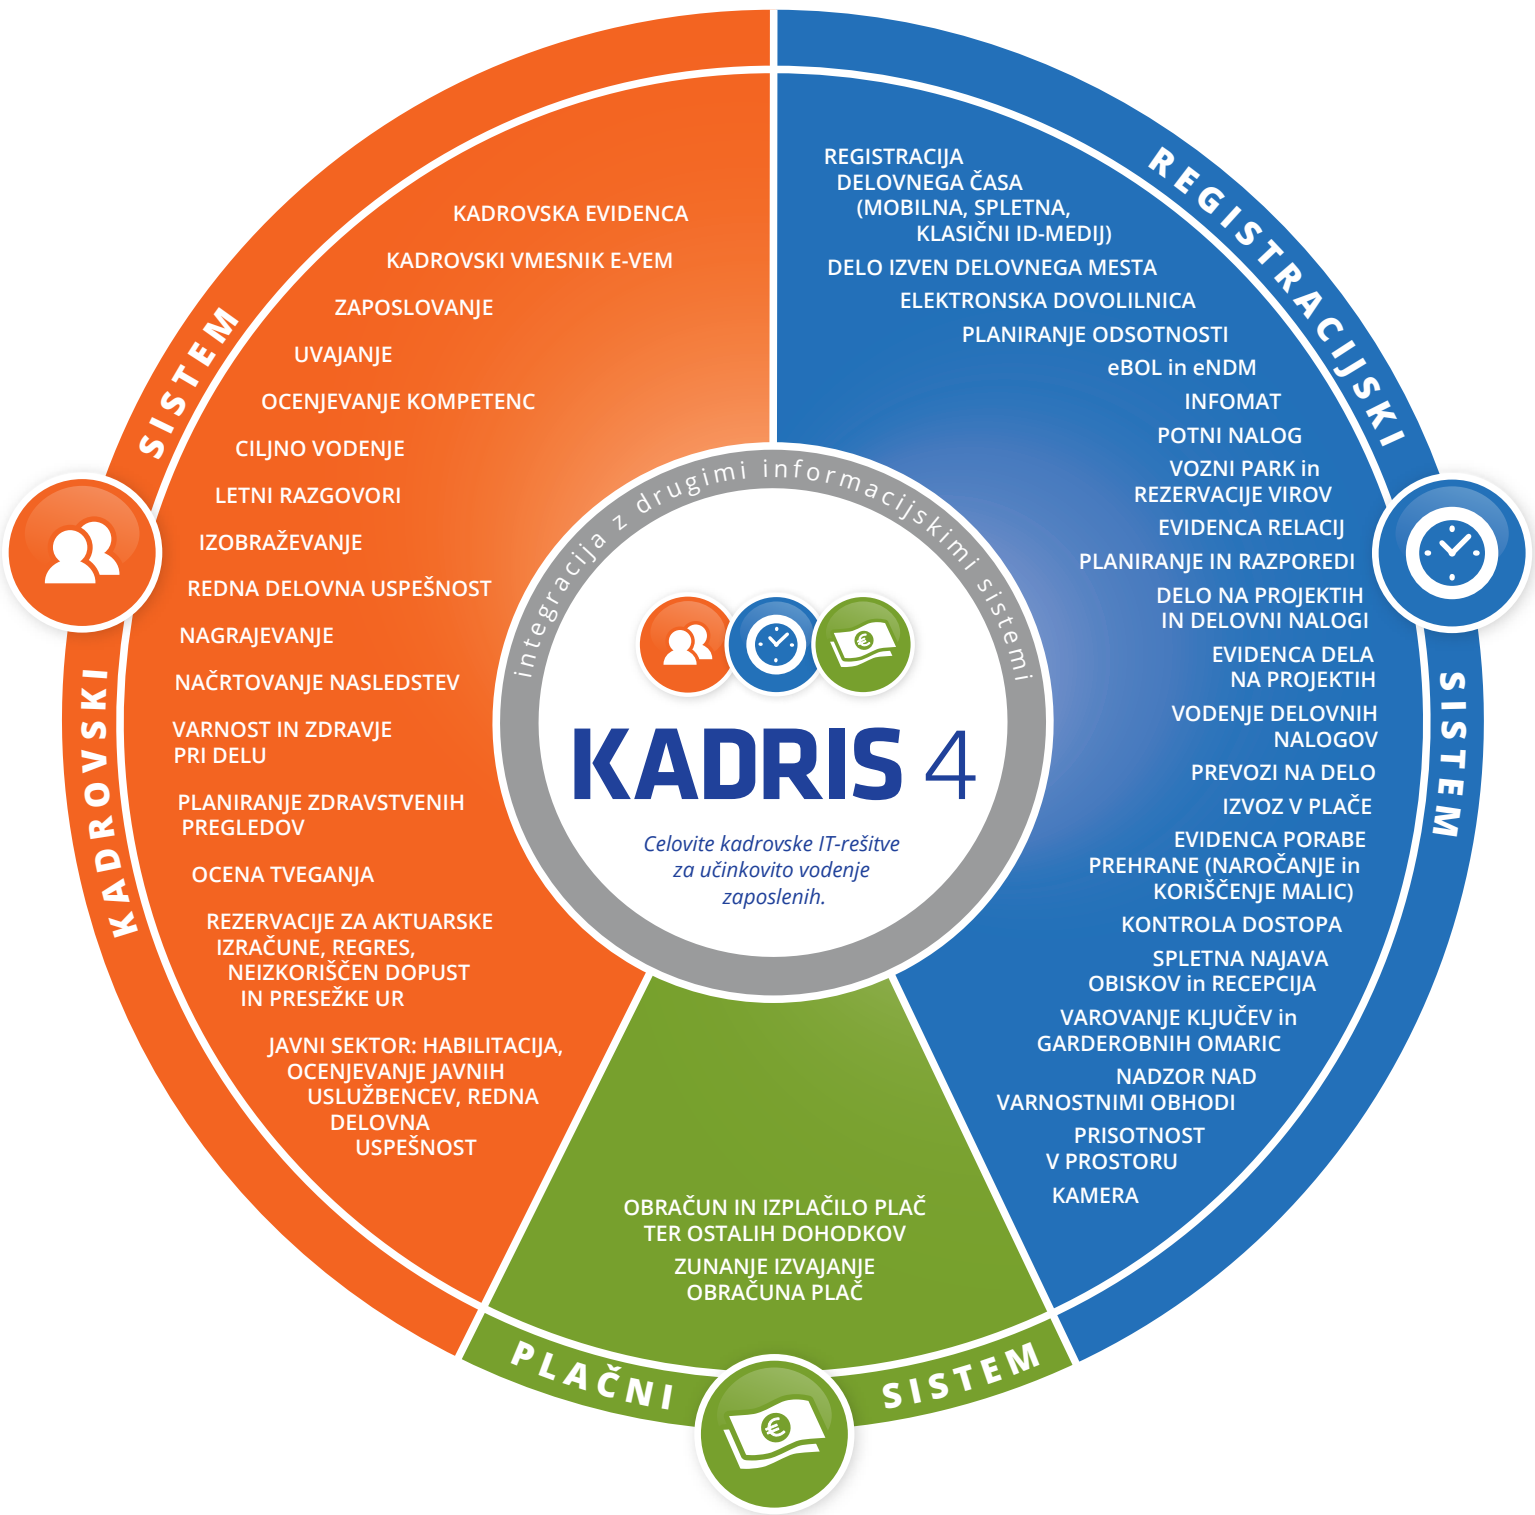 KADROVSKI SISTEM
KADROVSKA EVIDENCA
KADROVSKI VMESNIK E-VEM
ZAPOSLOVANJE
UVAJANJE
OCENJEVANJE KOMPETENC
CILJNO VODENJE
LETNI RAZGOVORI
IZOBRAŽEVANJE
REDNA DELOVNA USPEŠNOST
NAGRAJEVANJE
NAČRTOVANJE NASLEDSTEV
VARNOST IN ZDRAVJE
PRI DELU
PLANIRANJE ZDRAVSTVENIH
PREGLEDOV
OCENA TVEGANJA
REZERVACIJE ZA AKTUARSKE
IZRAČUNE, REGRES,
NEIZKORIŠČEN DOPUST
IN PRESEŽKE UR
JAVNI SEKTOR: HABILITACIJA,
OCENJEVANJE JAVNIH
USLUŽBENCEV, REDNA
DELOVNA
USPEŠNOST
REGISTRACIJSKI SISTEM
REGISTRACIJA
DELOVNEGA ČASA
(MOBILNA, SPLETNA,
KLASIČNI ID-MEDIJ)
DELO IZVEN DELOVNEGA MESTA
ELEKTRONSKA DOVOLILNICA
PLANIRANJE ODSOTNOSTI
eBOL in eNDM
INFOMAT
POTNI NALOG
VOZNI PARK in
REZERVACIJE VIROV
EVIDENCA RELACIJ
PLANIRANJE IN RAZPOREDI
DELO NA PROJEKTIH
IN DELOVNI NALOGI
EVIDENCA DELA
NA PROJEKTIH
VODENJE DELOVNIH
NALOGOV
PREVOZI NA DELO
IZVOZ V PLAČE
EVIDENCA PORABE
PREHRANE (NAROČANJE in
KORIŠČENJE MALIC)
KONTROLA DOSTOPA
SPLETNA NAJAVA
OBISKOV in RECEPCIJA
VAROVANJE KLJUČEV in
GARDEROBNIH OMARIC
NADZOR NAD
VARNOSTNIMI OBHODI
PRISOTNOST
V PROSTORU
KAMERA
integracija z drugimi informacijskimi sistemi
€
KADRIS 4
Celovite kadrovske IT-rešitve
za učinkovito vodenje
zaposlenih.
OBRAČUN IN IZPLAČILO PLAČ
TER OSTALIH DOHODKOV
ZUNANJE IZVAJANJE
OBRAČUNA PLAČ
PLAČNI SISTEM
€